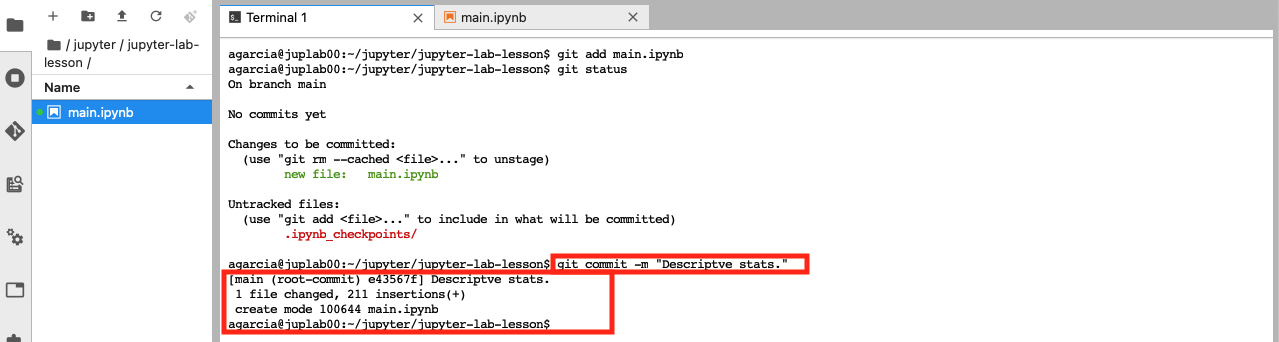 Terminal 1
main.ipynb
/ jupyter / jupyter-lab-
lesson /
Name
main.ipynb
agarcia@juplab00:~/jupyter/jupyter-lab-lesson$ git add main.ipynb
agarcia@juplab00:~/jupyter/jupyter-lab-lesson$ git status
On branch main
No commits yet
Changes to be committed:
(use "git rm --cached <file>..." to unstage)
new file:   main.ipynb
Untracked files:
(use "git add <file>..." to include in what will be committed)
.ipynb_checkpoints/
agarcia@juplab00:~/jupyter/jupyter-lab-lesson$ git commit -m "Descriptve stats."
[main (root-commit) e43567f] Descriptve stats.
1 file changed, 211 insertions(+)
create mode 100644 main.ipynb
agarcia@juplab00:~/jupyter/jupyter-lab-lesson$